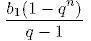 b₁(1 - qⁿ)
q - 1